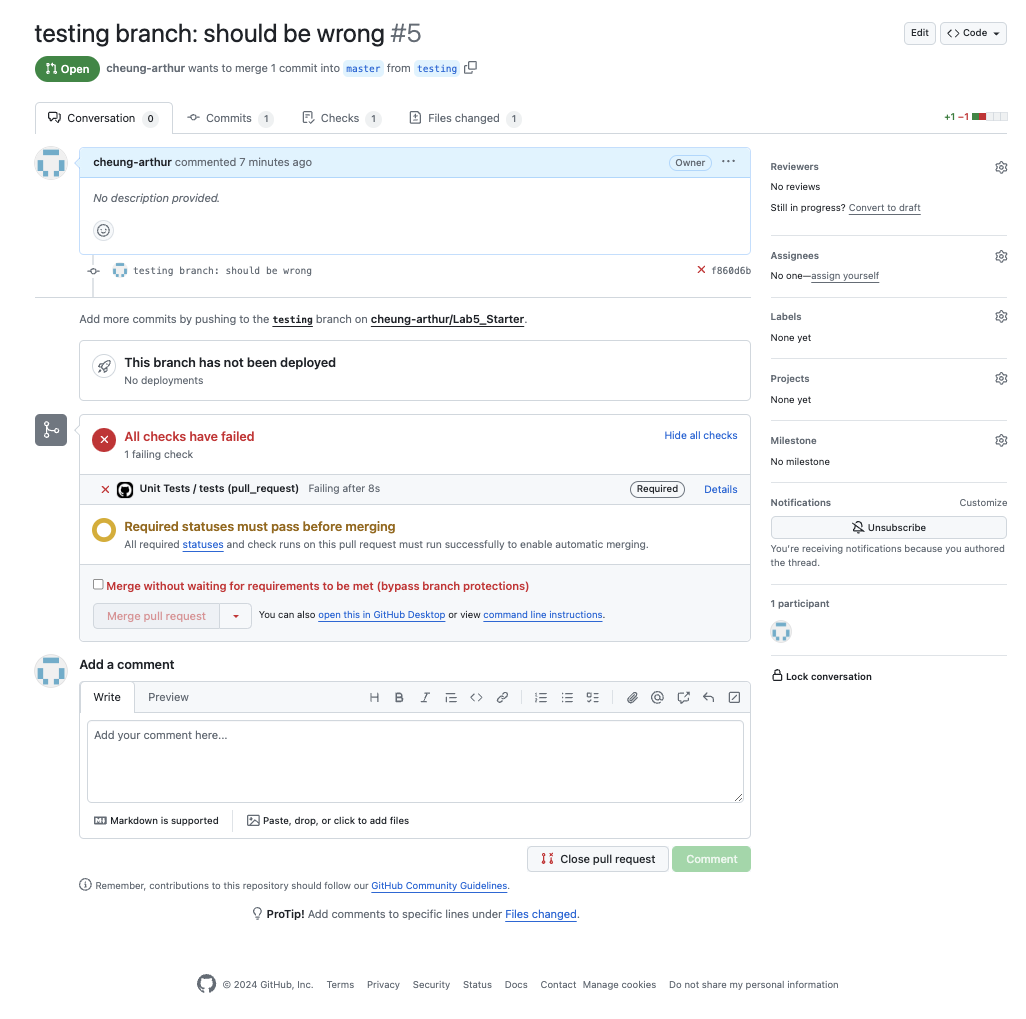 testing branch: should be wrong #5
Edit
<> Code
Open
cheung-arthur wants to merge 1 commit into master from testing
Conversation 0
Commits 1
Checks 1
Files changed 1
+1 −1
cheung-arthur commented 7 minutes ago
Owner
No description provided.
testing branch: should be wrong
f860d6b
Add more commits by pushing to the testing branch on cheung-arthur/Lab5_Starter.
This branch has not been deployed
No deployments
All checks have failed
Hide all checks
1 failing check
Unit Tests / tests (pull_request) Failing after 8s
Required
Details
Required statuses must pass before merging
All required statuses and check runs on this pull request must run successfully to enable automatic merging.
Merge without waiting for requirements to be met (bypass branch protections)
Merge pull request
You can also open this in GitHub Desktop or view command line instructions.
Add a comment
Write
Preview
Add your comment here...
Markdown is supported
Paste, drop, or click to add files
Close pull request
Comment
Remember, contributions to this repository should follow our GitHub Community Guidelines.
ProTip! Add comments to specific lines under Files changed.
Reviewers
No reviews
Still in progress? Convert to draft
Assignees
No one—assign yourself
Labels
None yet
Projects
None yet
Milestone
No milestone
Notifications
Customize
Unsubscribe
You're receiving notifications because you authored
the thread.
1 participant
Lock conversation
© 2024 GitHub, Inc.
Terms
Privacy
Security
Status
Docs
Contact
Manage cookies
Do not share my personal information